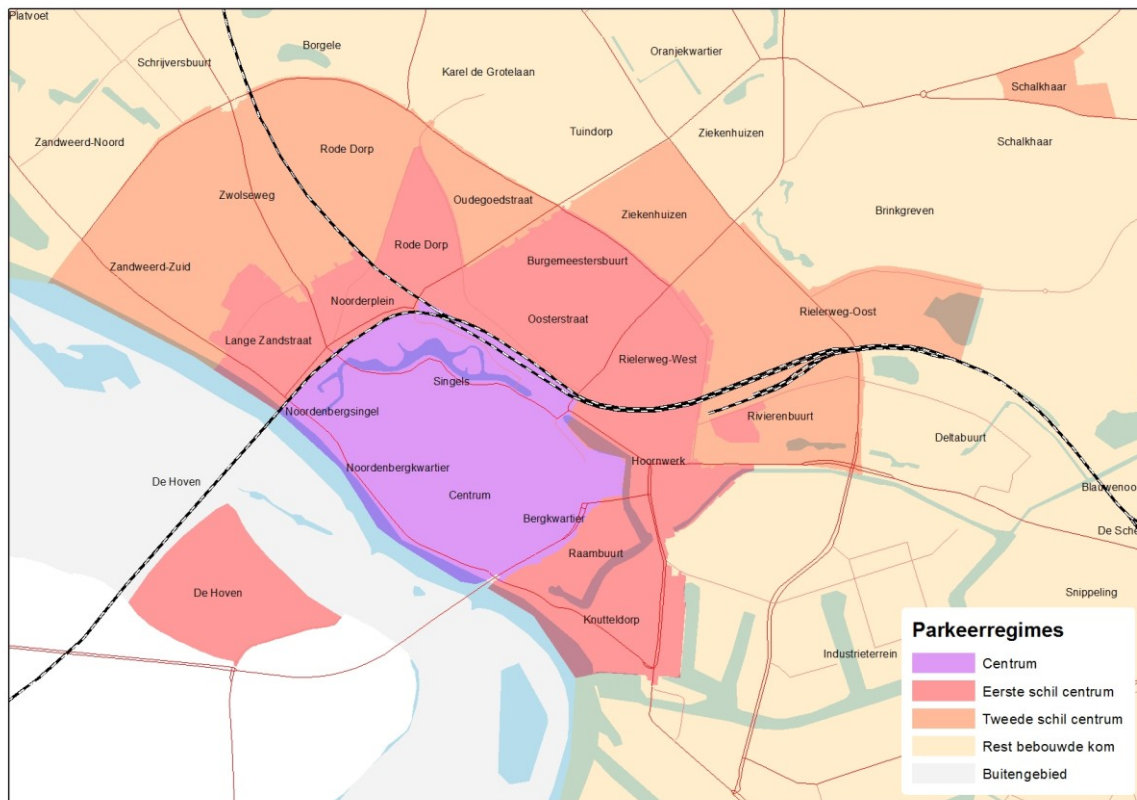 Platvoet
Borgele
Schrijversbuurt
Oranjekwartier
Karel de Grotelaan
Schalkhaar
Tuindorp
Ziekenhuizen
Zandweerd-Noord
Schalkhaar
Rode Dorp
Zwolseweg
Oudegoedstraat
Brinkgreven
Ziekenhuizen
Rode Dorp
Burgemeestersbuurt
Zandweerd-Zuid
Noorderplein
Rielerweg-Oost
Oosterstraat
Lange Zandstraat
Rielerweg-West
Singels
Noordenbergsingel
Rivierenbuurt
Deltabuurt
Hoornwerk
Noordenbergkwartier
De Hoven
Blauwenoo
Centrum
Bergkwartier
De Sche
Raambuurt
De Hoven
Snippeling
Knutteldorp
Industrieterrein
Parkeerregimes
Centrum
Eerste schil centrum
Tweede schil centrum
Rest bebouwde kom
Buitengebied